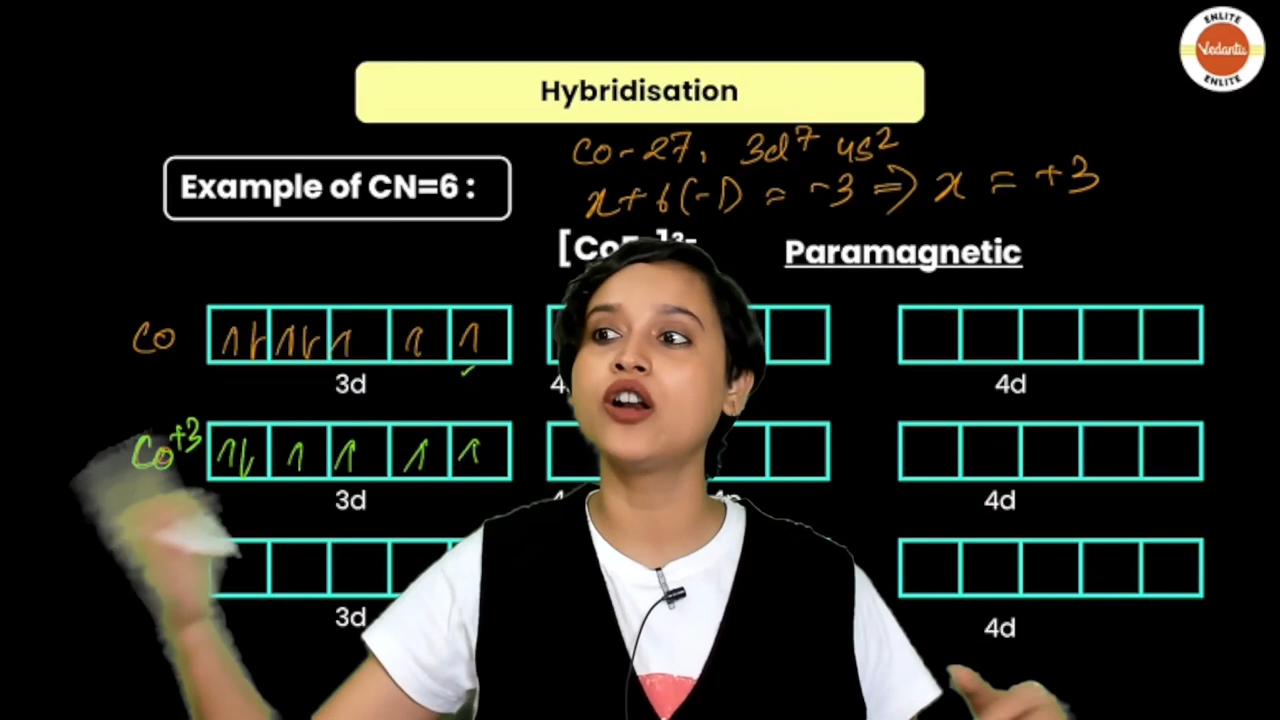 ENLITE
Vedantu
ENLITE
Hybridisation
Co-27, 3d⁷ 4s²
x+6(-1) = -3 ⇒ x = +3
Example of CN=6 :
Paramagnetic
Co
3d
4d
Co+3
3d
4d
3d
4d